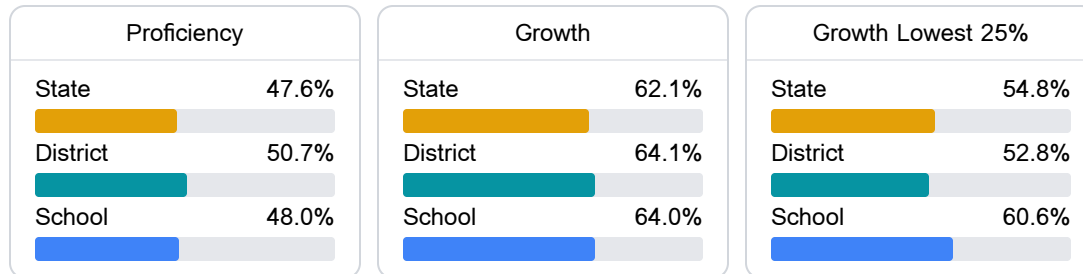 Proficiency
State 47.6%
District 50.7%
School 48.0%
Growth
State 62.1%
District 64.1%
School 64.0%
Growth Lowest 25%
State 54.8%
District 52.8%
School 60.6%